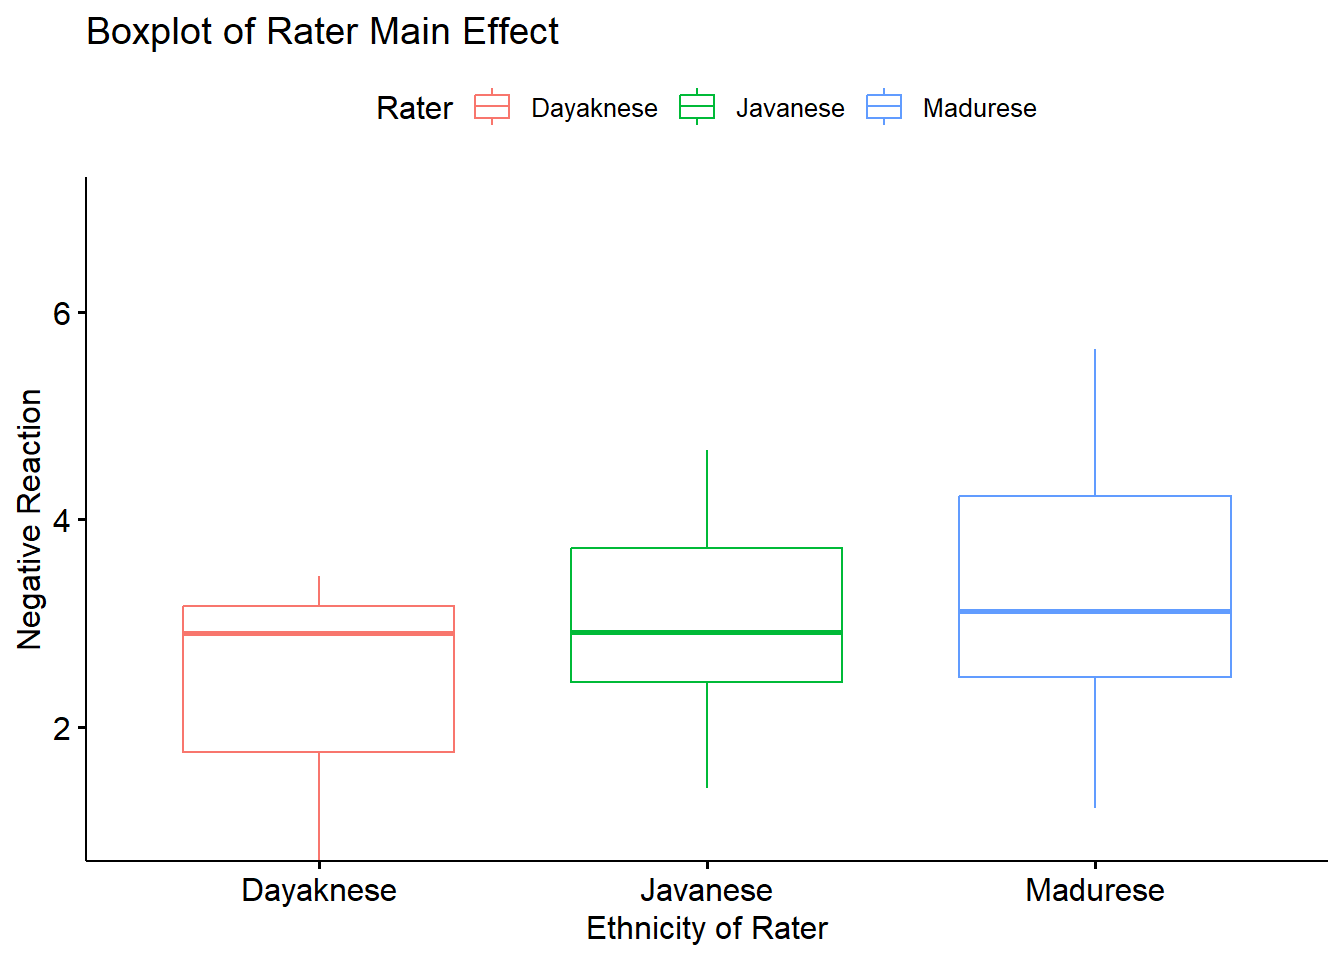 Boxplot of Rater Main Effect
Rater Dayaknese Javanese Madurese
Negative Reaction
6
4
2
Dayaknese Javanese Madurese
Ethnicity of Rater